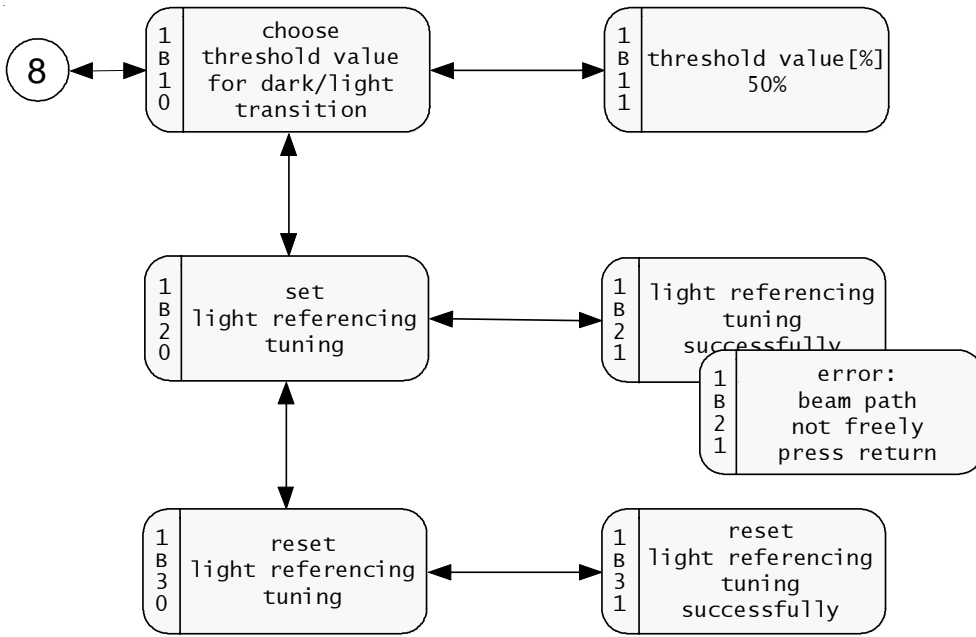 8
1
B
1
0
choose
threshold value
for dark/light
transition
1
B
1
1
threshold value[%]
50%
1
B
2
0
set
light referencing
tuning
1
B
2
1
light referencing
tuning
successfully
1
B
2
1
error:
beam path
not freely
press return
1
B
3
0
reset
light referencing
tuning
1
B
3
1
reset
light referencing
tuning
successfully